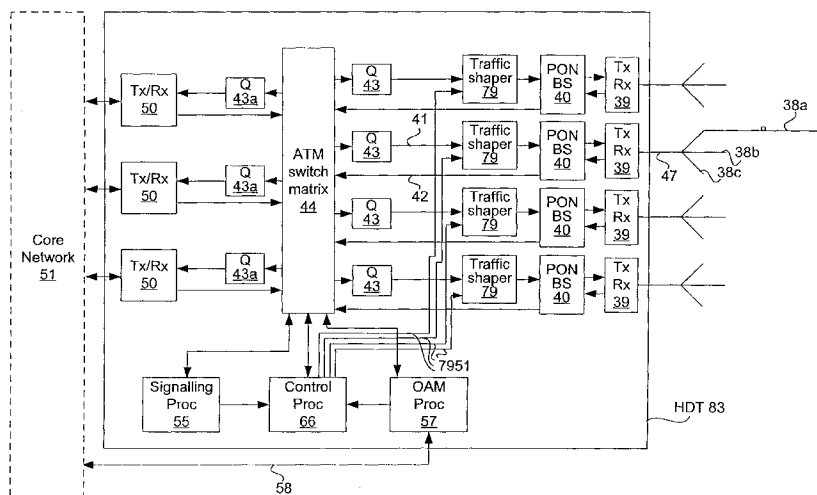 Tx/Rx
50
Q
43a
Q
43
Traffic
shaper
79
PON
BS
40
Tx
Rx
39
41
38a
Tx/Rx
50
Q
43a
ATM
switch
matrix
44
Q
43
Traffic
shaper
79
PON
BS
40
Tx
Rx
39
38b
47
38c
42
Core
Network
51
Q
43
Traffic
shaper
79
PON
BS
40
Tx
Rx
39
Tx/Rx
50
Q
43a
Q
43
Traffic
shaper
79
PON
BS
40
Tx
Rx
39
7951
Signalling
Proc
55
Control
Proc
66
OAM
Proc
57
HDT 83
58